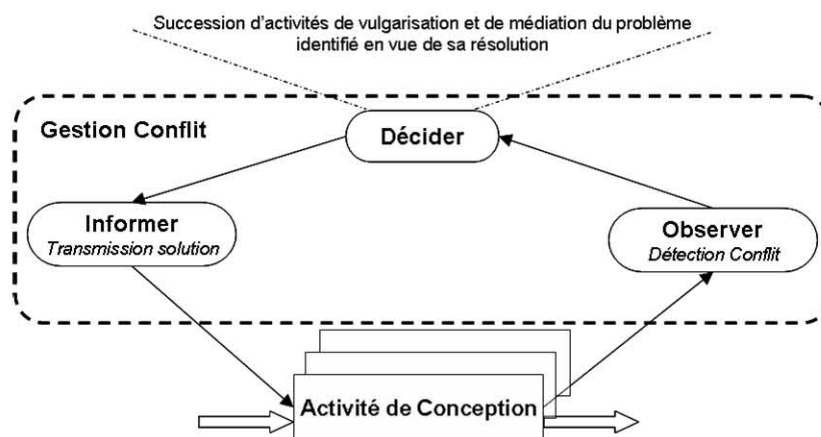 Succession d'activités de vulgarisation et de médiation du problème
identifié en vue de sa résolution
Gestion Conflit
Décider
Informer
Transmission solution
Observer
Détection Conflit
Activité de Conception